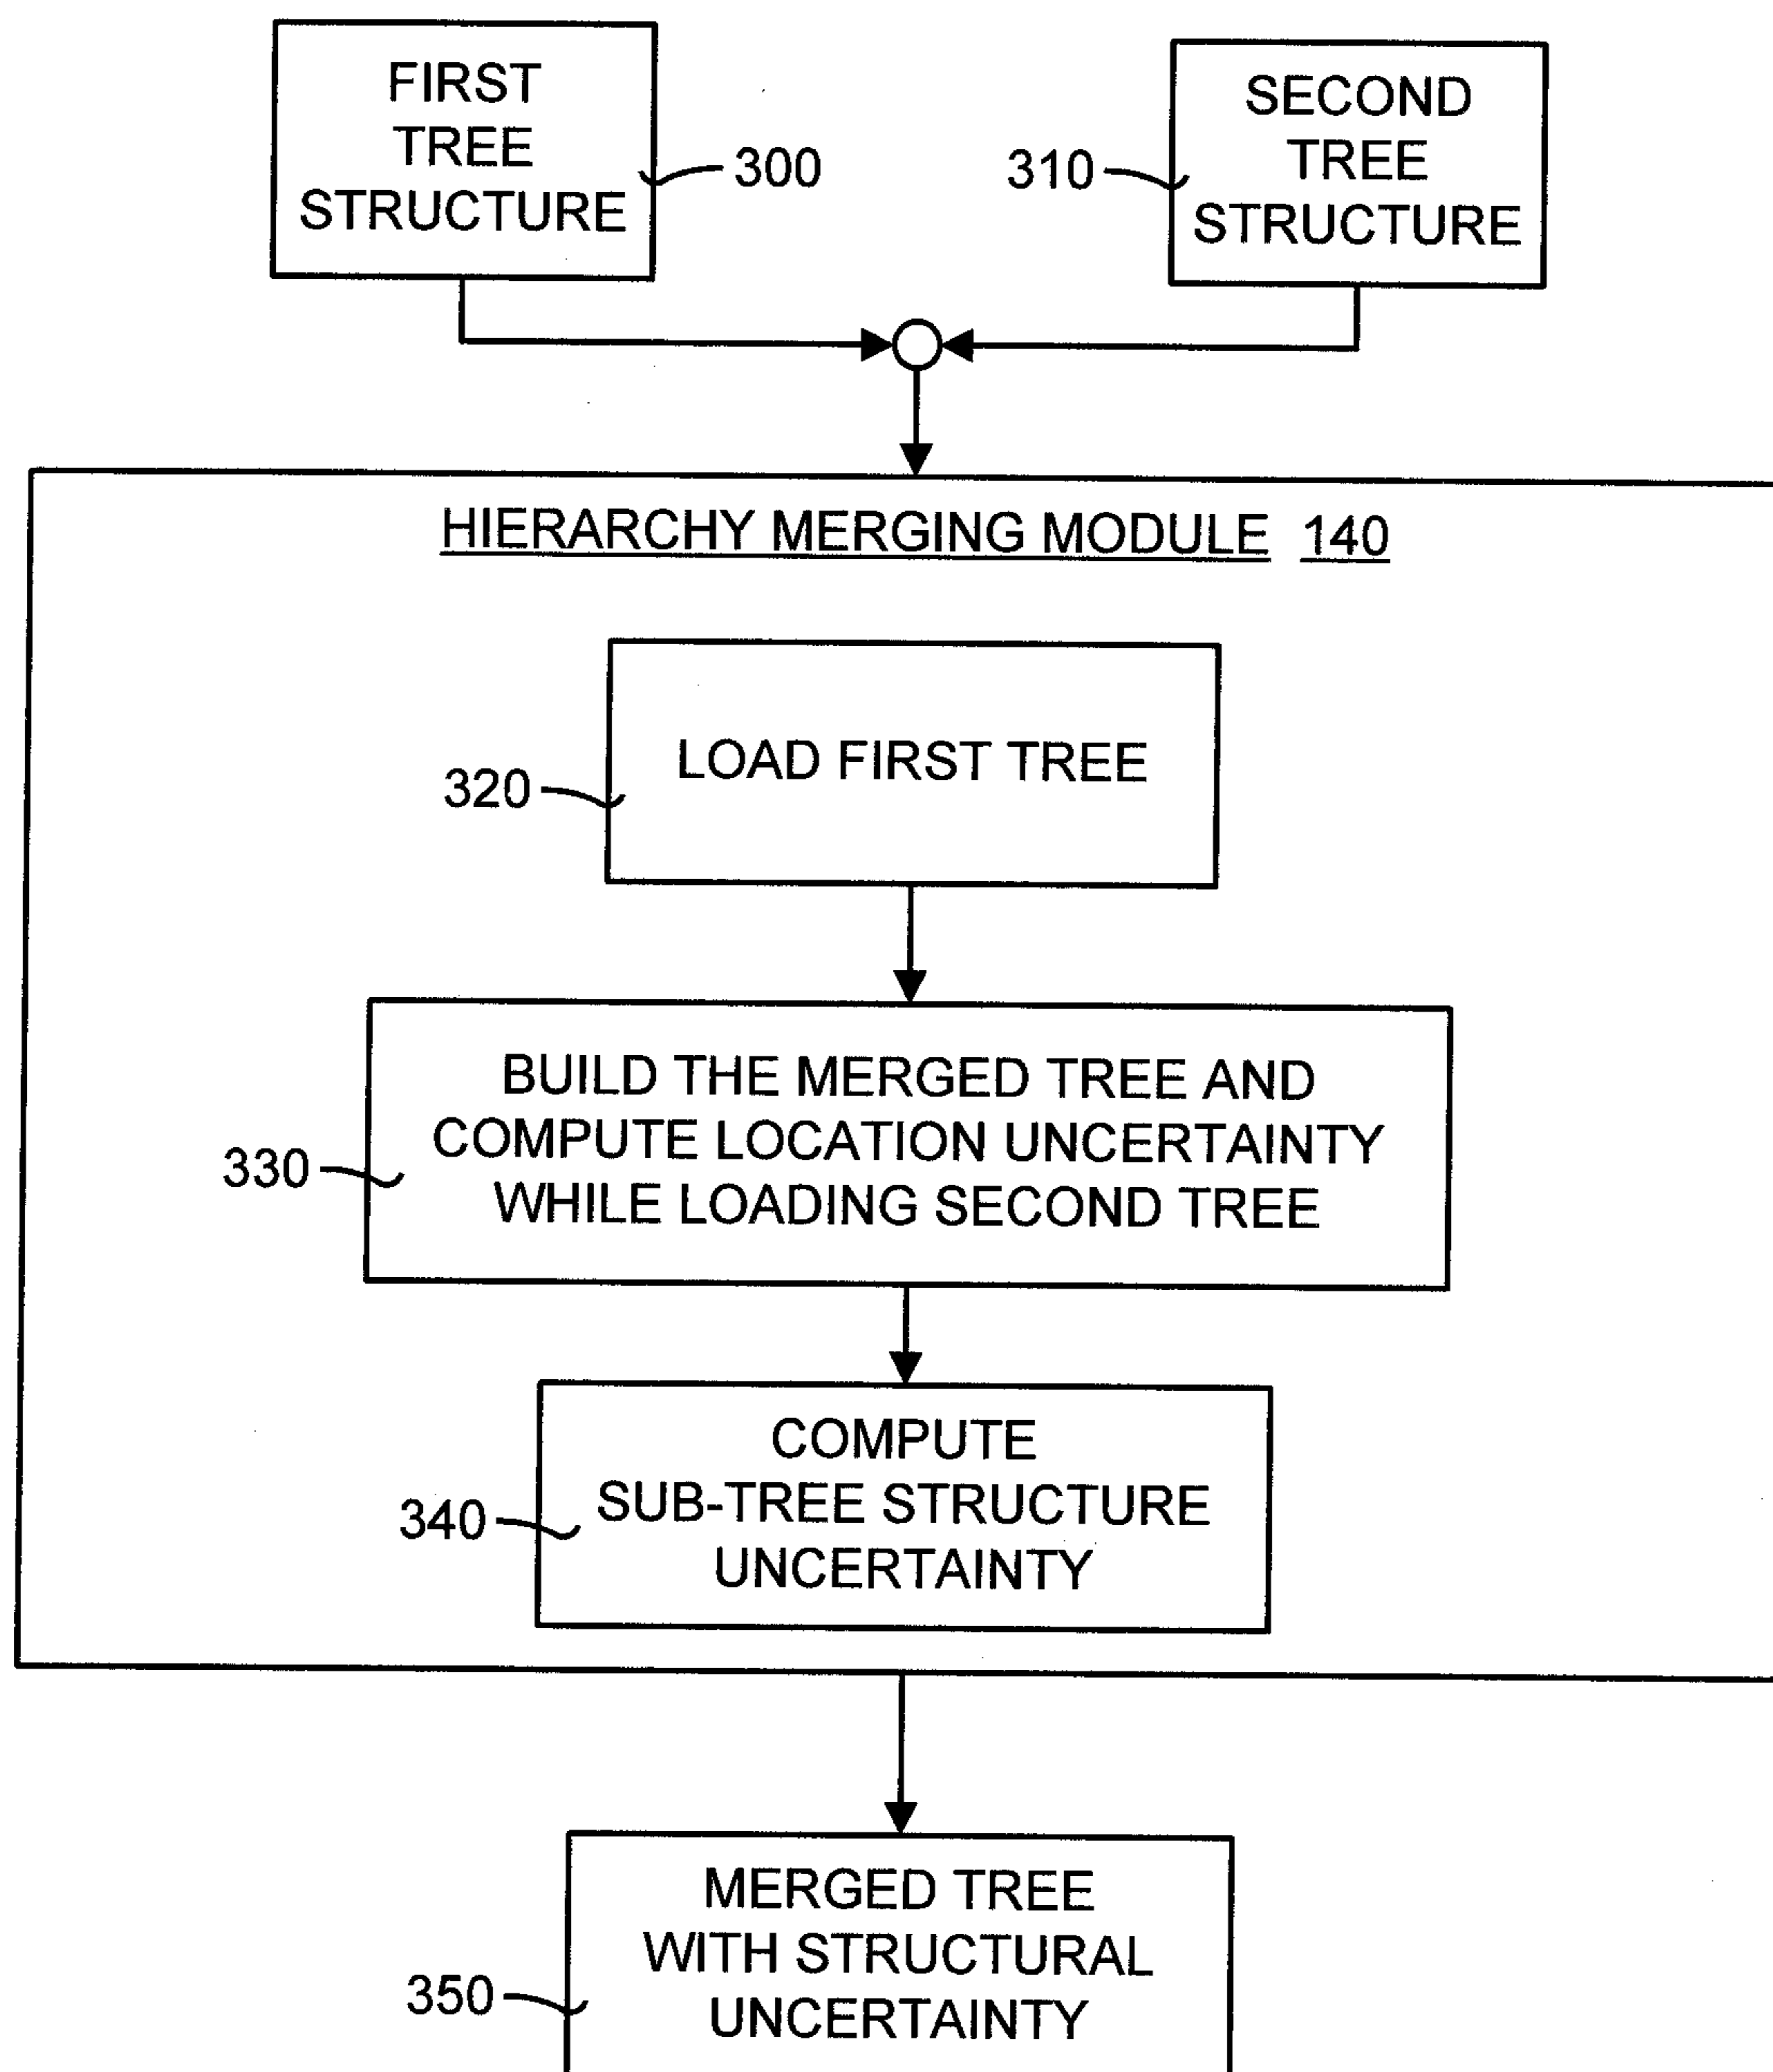 FIRST
TREE
STRUCTURE
300
SECOND
TREE
STRUCTURE
310
HIERARCHY MERGING MODULE 140
LOAD FIRST TREE
320
BUILD THE MERGED TREE AND
COMPUTE LOCATION UNCERTAINTY
WHILE LOADING SECOND TREE
330
COMPUTE
SUB-TREE STRUCTURE
UNCERTAINTY
340
MERGED TREE
WITH STRUCTURAL
UNCERTAINTY
350